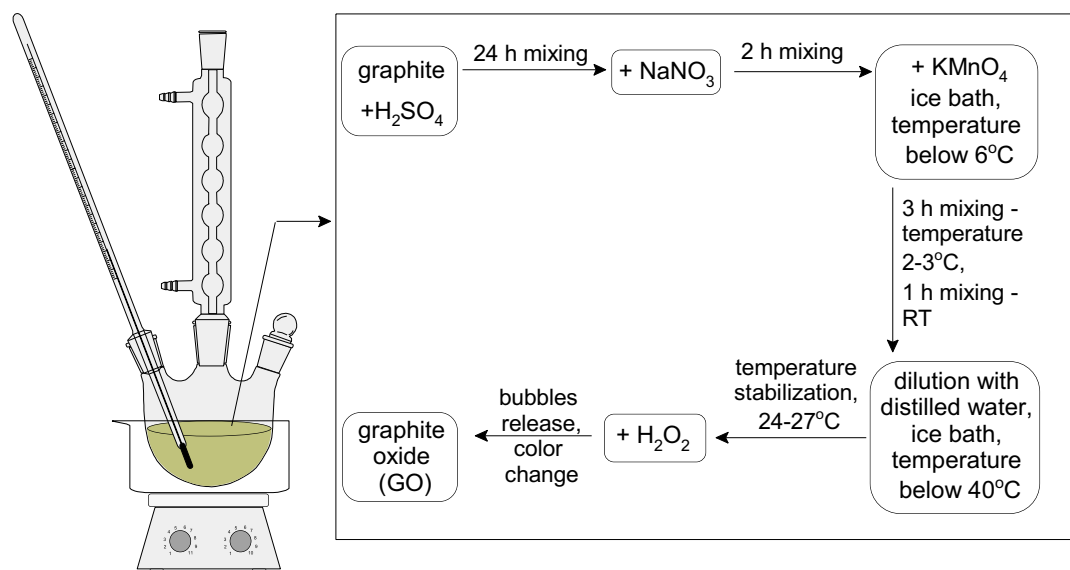 graphite
+H₂SO₄
24 h mixing
+ NaNO₃
2 h mixing
+ KMnO₄
ice bath,
temperature
below 6°C
3 h mixing -
temperature
2-3°C,
1 h mixing -
RT
dilution with
distilled water,
ice bath,
temperature
below 40°C
temperature
stabilization,
24-27°C
+ H₂O₂
bubbles
release,
color
change
graphite
oxide
(GO)